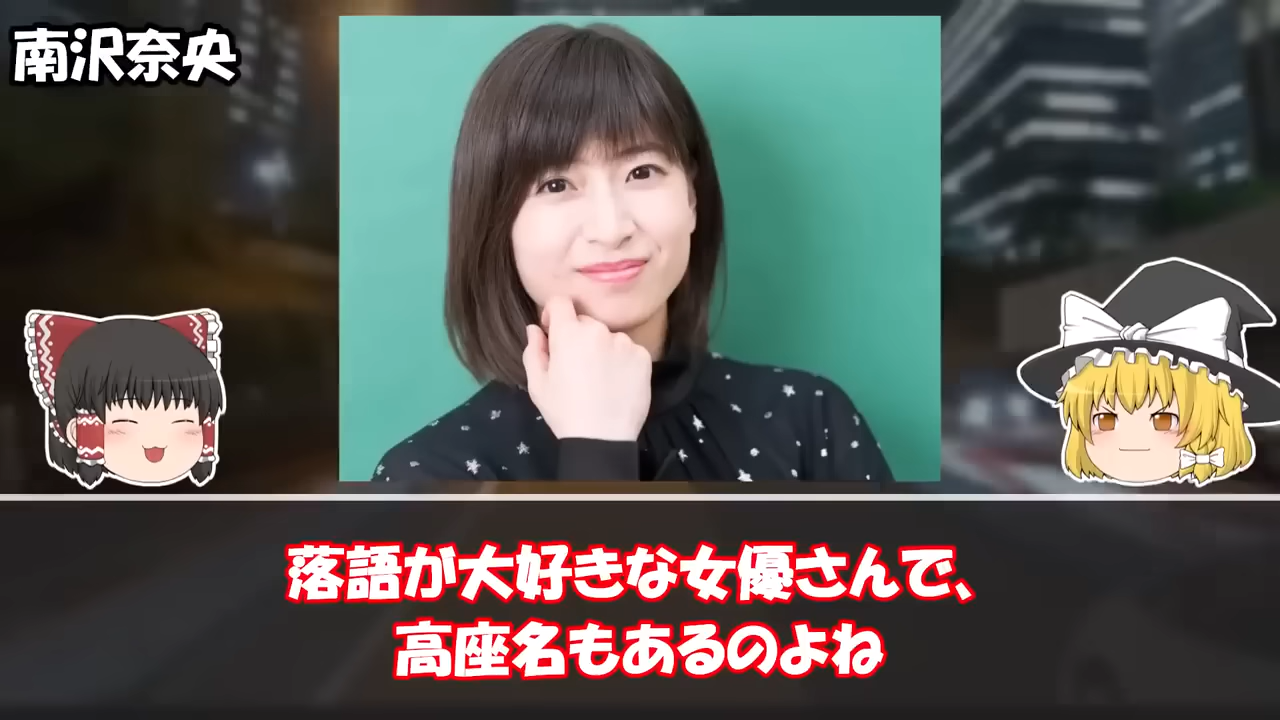 南沢奈央
落語が大好きな女優さんで、
高座名もあるのよね